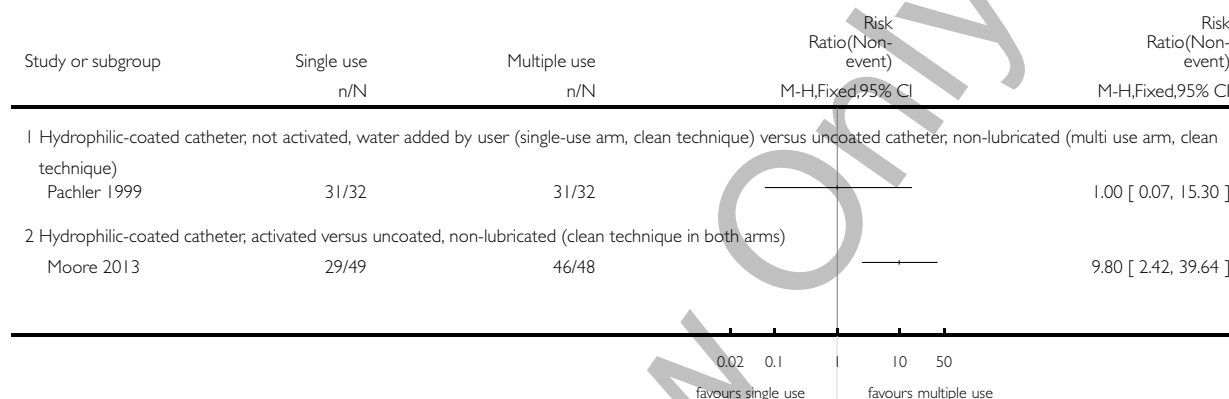 Risk Risk
Ratio(Non- Ratio(Non-
Study or subgroup Single use Multiple use event) event)
n/N n/N M-H,Fixed,95% CI M-H,Fixed,95% CI
1 Hydrophilic-coated catheter, not activated, water added by user (single-use arm, clean technique) versus uncoated catheter, non-lubricated (multi use arm, clean
technique)
Pachler 1999 31/32 31/32 1.00 [ 0.07, 15.30 ]
2 Hydrophilic-coated catheter, activated versus uncoated, non-lubricated (clean technique in both arms)
Moore 2013 29/49 46/48 9.80 [ 2.42, 39.64 ]
0.02 0.1 1 10 50
favours single use favours multiple use
w Only